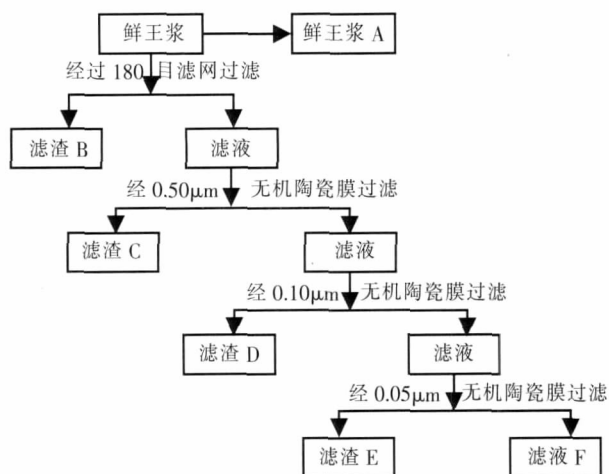 鲜王浆
鲜王浆 A
经过 180 目滤网过滤
滤渣 B
滤液
经 0.50μm 无机陶瓷膜过滤
滤渣 C
滤液
经 0.10μm 无机陶瓷膜过滤
滤渣 D
滤液
经 0.05μm 无机陶瓷膜过滤
滤渣 E
滤液 F